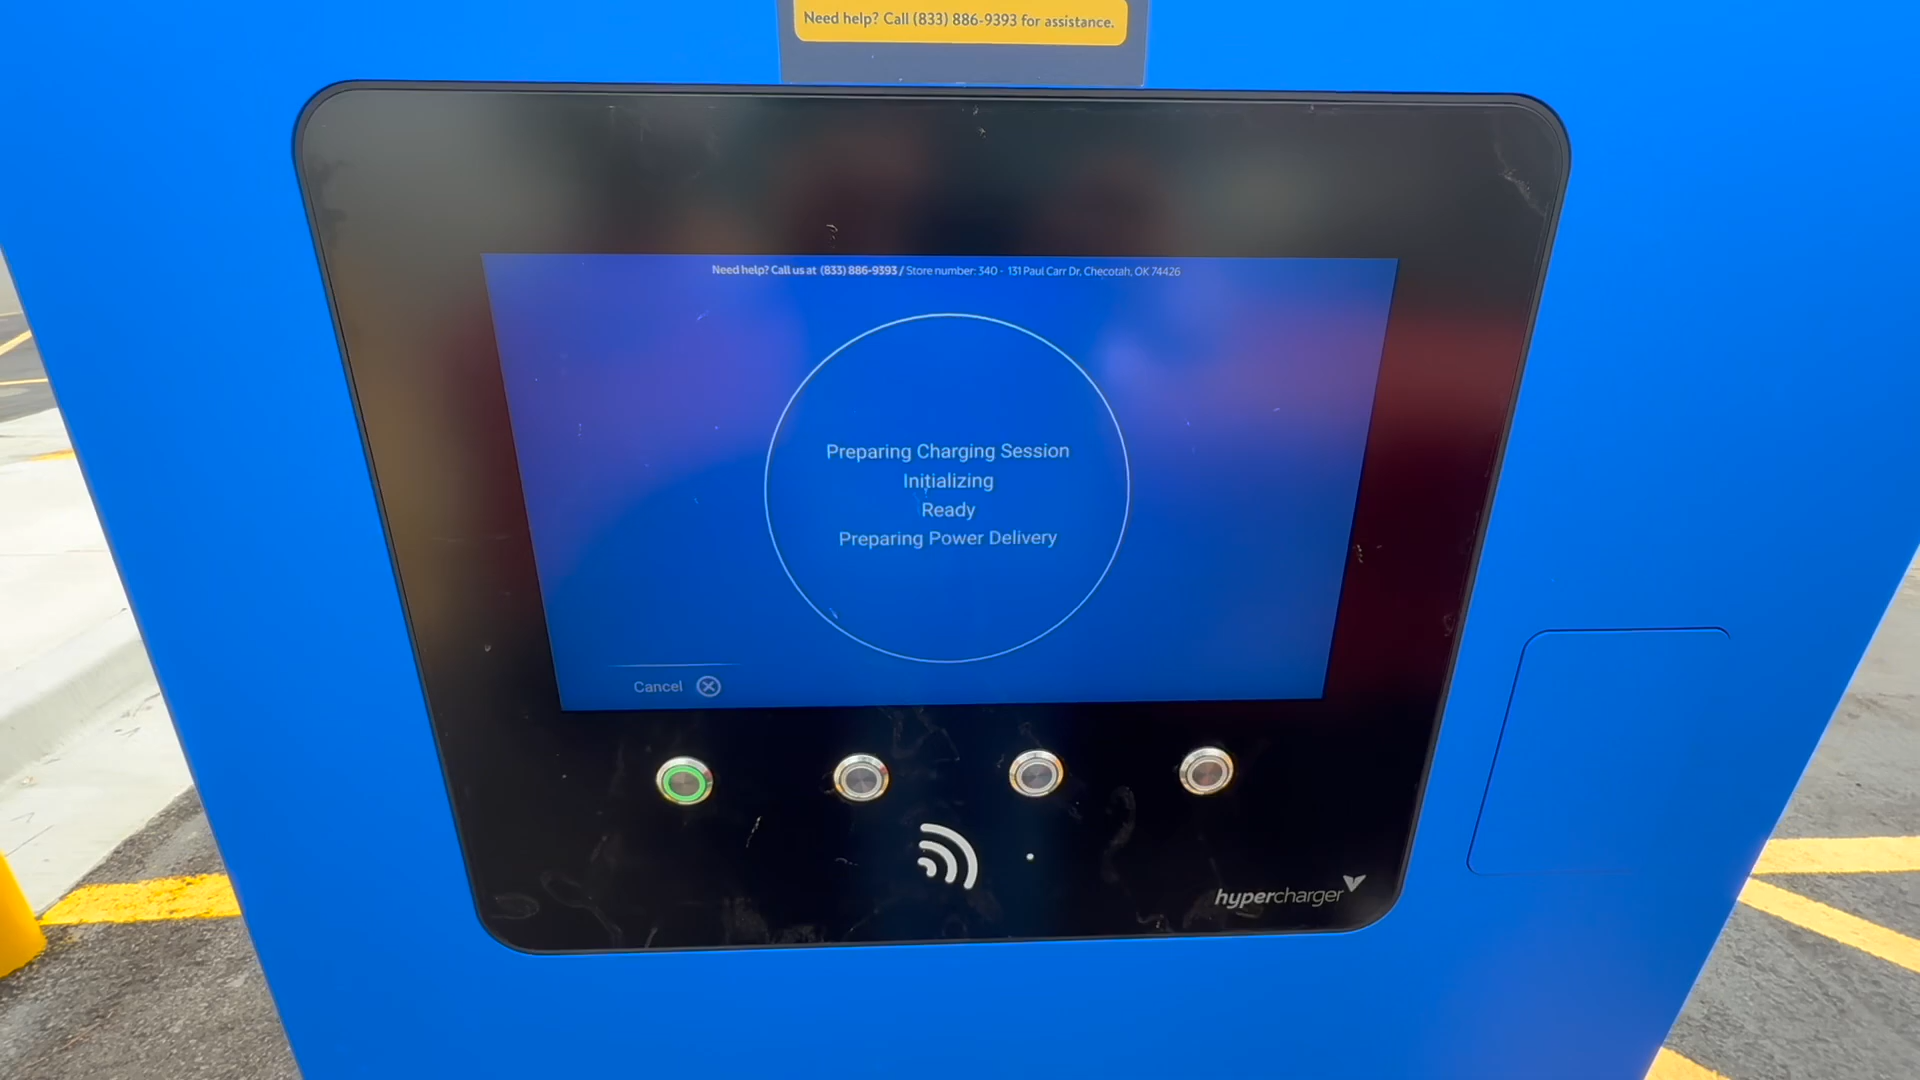 Need help? Call (833) 886-9393 for assistance.
Need help? Call us at (833) 886-9393 / Store number: 340 - 131 Paul Carr Dr, Checotah, OK 74426
Preparing Charging Session
Initializing
Ready
Preparing Power Delivery
Cancel
hypercharger